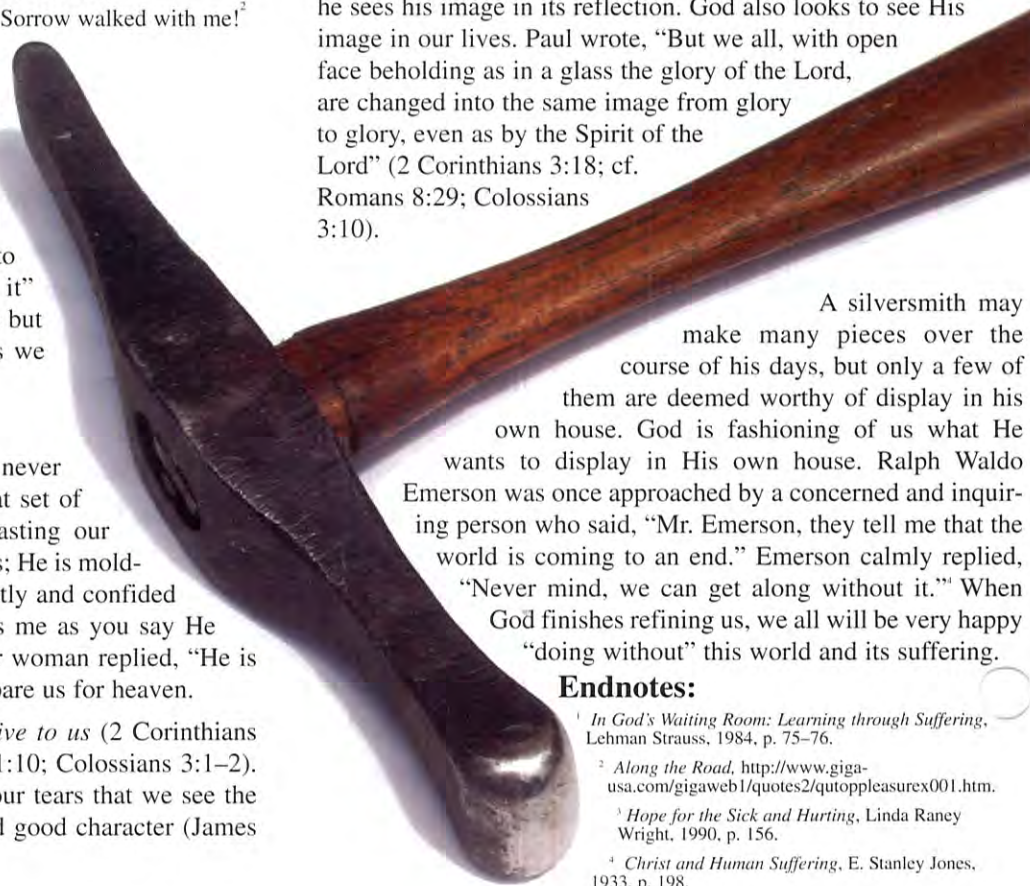 Sorrow walked with me!²
to
it”
but
s we
never
t set of
asting our
s; He is mold-
tly and confided
s me as you say He
r woman replied, “He is
pare us for heaven.
ive to us (2 Corinthians
1:10; Colossians 3:1–2).
our tears that we see the
d good character (James
he sees his image in its reflection. God also looks to see His
image in our lives. Paul wrote, “But we all, with open
face beholding as in a glass the glory of the Lord,
are changed into the same image from glory
to glory, even as by the Spirit of the
Lord” (2 Corinthians 3:18; cf.
Romans 8:29; Colossians
3:10).
A silversmith may
make many pieces over the
course of his days, but only a few of
them are deemed worthy of display in his
own house. God is fashioning of us what He
wants to display in His own house. Ralph Waldo
Emerson was once approached by a concerned and inquir-
ing person who said, “Mr. Emerson, they tell me that the
world is coming to an end.” Emerson calmly replied,
“Never mind, we can get along without it.”⁴ When
God finishes refining us, we all will be very happy
“doing without” this world and its suffering.
Endnotes:
¹ In God's Waiting Room: Learning through Suffering,
Lehman Strauss, 1984, p. 75–76.
² Along the Road, http://www.giga-
usa.com/gigaweb1/quotes2/qutoppleasurex001.htm.
³ Hope for the Sick and Hurting, Linda Raney
Wright, 1990, p. 156.
⁴ Christ and Human Suffering, E. Stanley Jones,
1933, p. 198.